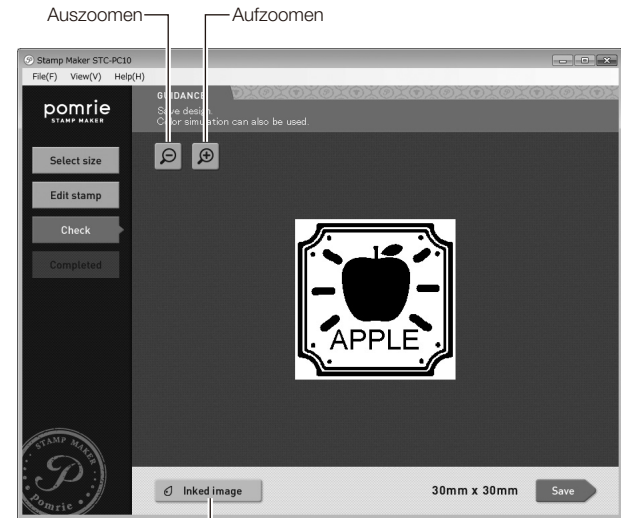 Auszoomen Aufzoomen
Stamp Maker STC-PC10
File(F) View(V) Help(H)
GUIDANCE
Save design.
Color simulation can also be used.
pomrie
STAMP MAKER
Select size
Edit stamp
Check
Completed
APPLE
STAMP MAKER
P
Pomrie
Inked image
30mm x 30mm
Save